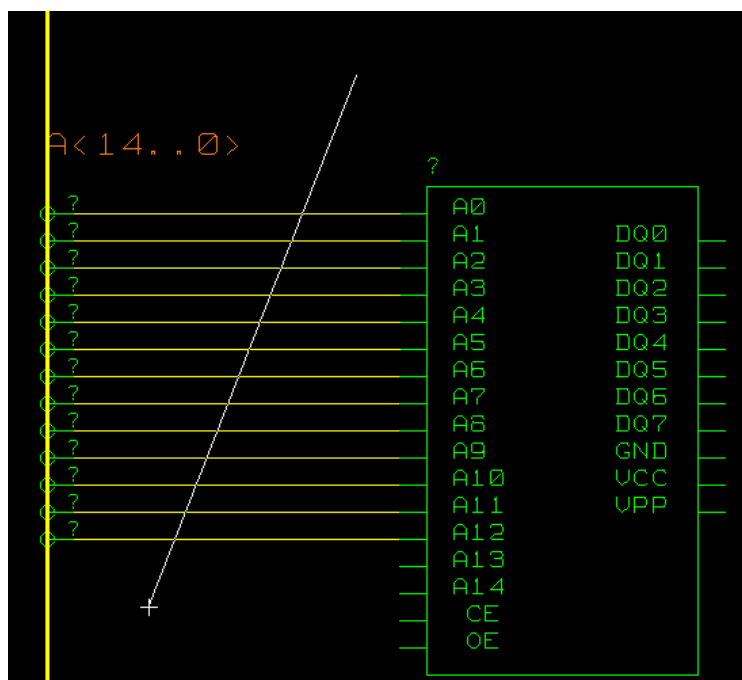 A<14..0>
?
? A0
? A1 DQ0
? A2 DQ1
? A3 DQ2
? A4 DQ3
? A5 DQ4
? A6 DQ5
? A7 DQ6
? A8 DQ7
? A9 GND
? A10 VCC
? A11 VPP
? A12
A13
A14
CE
OE